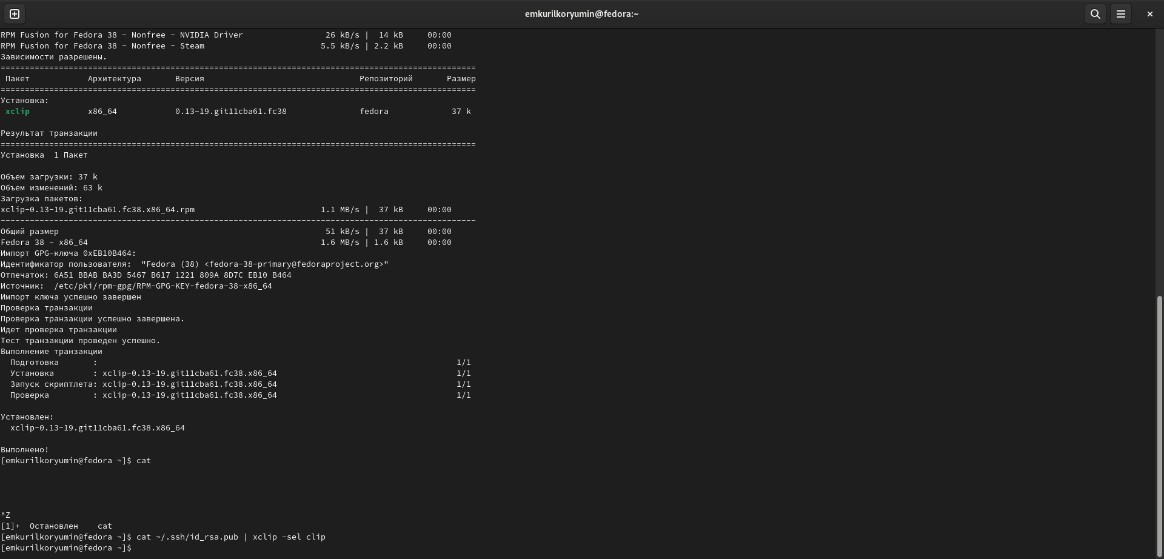 emkurilkoryumin@fedora:~
RPM Fusion for Fedora 38 - Nonfree - NVIDIA Driver 26 kB/s | 14 kB 00:00
RPM Fusion for Fedora 38 - Nonfree - Steam 5.5 kB/s | 2.2 kB 00:00
Зависимости разрешены.
================================================================================
Пакет Архитектура Версия Репозиторий Размер
================================================================================
Установка:
xclip x86_64 0.13-19.git11cba61.fc38 fedora 37 k
Результат транзакции
================================================================================
Установка 1 Пакет
Объем загрузки: 37 k
Объем изменений: 63 k
Загрузка пакетов:
xclip-0.13-19.git11cba61.fc38.x86_64.rpm 1.1 MB/s | 37 kB 00:00
--------------------------------------------------------------------------------
Общий размер 51 kB/s | 37 kB 00:00
Fedora 38 - x86_64 1.6 MB/s | 1.6 kB 00:00
Импорт GPG-ключа 0xEB10B464:
Идентификатор пользователя: "Fedora (38) <fedora-38-primary@fedoraproject.org>"
Отпечаток: 6A51 BBAB BA3D 5467 B617 1221 809A 8D7C EB10 B464
Источник: /etc/pki/rpm-gpg/RPM-GPG-KEY-fedora-38-x86_64
Импорт ключа успешно завершен
Проверка транзакции
Проверка транзакции успешно завершена.
Идет проверка транзакции
Тест транзакции проведен успешно.
Выполнение транзакции
Подготовка : 1/1
Установка : xclip-0.13-19.git11cba61.fc38.x86_64 1/1
Запуск скриптлета: xclip-0.13-19.git11cba61.fc38.x86_64 1/1
Проверка : xclip-0.13-19.git11cba61.fc38.x86_64 1/1
Установлен:
xclip-0.13-19.git11cba61.fc38.x86_64
Выполнено!
[emkurilkoryumin@fedora ~]$ cat
^Z
[1]+ Остановлен cat
[emkurilkoryumin@fedora ~]$ cat ~/.ssh/id_rsa.pub | xclip -sel clip
[emkurilkoryumin@fedora ~]$